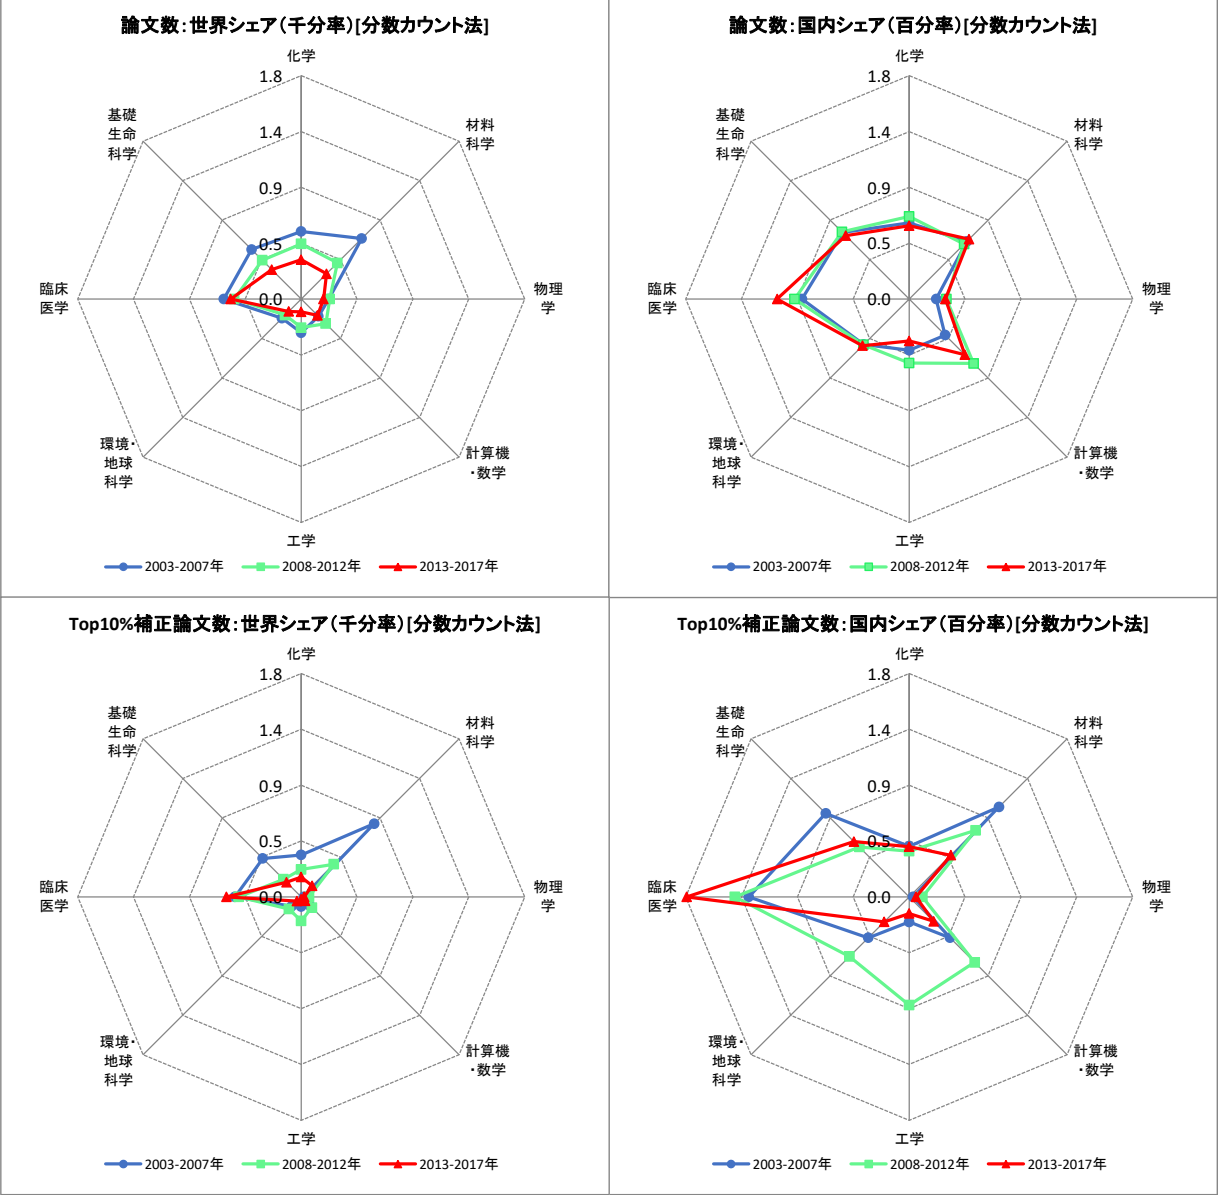 論文数：世界シェア（千分率）[分数カウント法]
化学
1.8
1.4
0.9
0.5
0.0
材料
科学
物理
学
計算機
・数学
工学
環境・
地球
科学
臨床
医学
基礎
生命
科学
2003-2007年 2008-2012年 2013-2017年
論文数：国内シェア（百分率）[分数カウント法]
化学
1.8
1.4
0.9
0.5
0.0
材料
科学
物理
学
計算機
・数学
工学
環境・
地球
科学
臨床
医学
基礎
生命
科学
2003-2007年 2008-2012年 2013-2017年
Top10%補正論文数：世界シェア（千分率）[分数カウント法]
化学
1.8
1.4
0.9
0.5
0.0
材料
科学
物理
学
計算機
・数学
工学
環境・
地球
科学
臨床
医学
基礎
生命
科学
2003-2007年 2008-2012年 2013-2017年
Top10%補正論文数：国内シェア（百分率）[分数カウント法]
化学
1.8
1.4
0.9
0.5
0.0
材料
科学
物理
学
計算機
・数学
工学
環境・
地球
科学
臨床
医学
基礎
生命
科学
2003-2007年 2008-2012年 2013-2017年